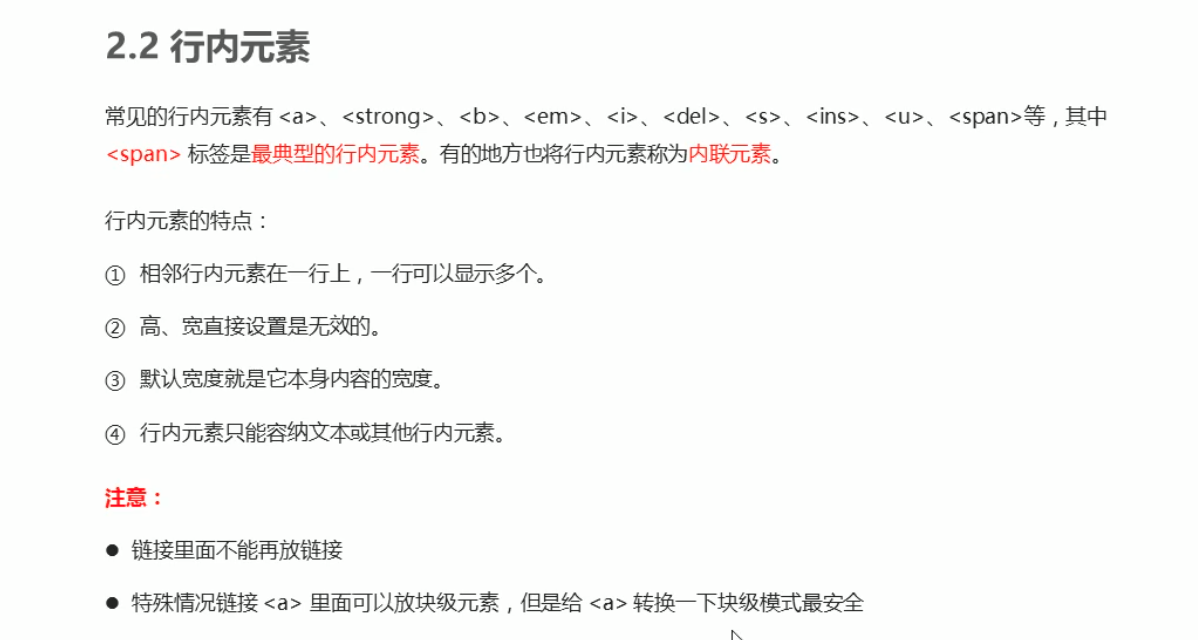 2.2 行内元素
常见的行内元素有 <a>、<strong>、<b>、<em>、<i>、<del>、<s>、<ins>、<u>、<span>等，其中
<span> 标签是最典型的行内元素。有的地方也将行内元素称为内联元素。
行内元素的特点：
① 相邻行内元素在一行上，一行可以显示多个。
② 高、宽直接设置是无效的。
③ 默认宽度就是它本身内容的宽度。
④ 行内元素只能容纳文本或其他行内元素。
注意：
● 链接里面不能再放链接
● 特殊情况链接 <a> 里面可以放块级元素，但是给 <a> 转换一下块级模式最安全